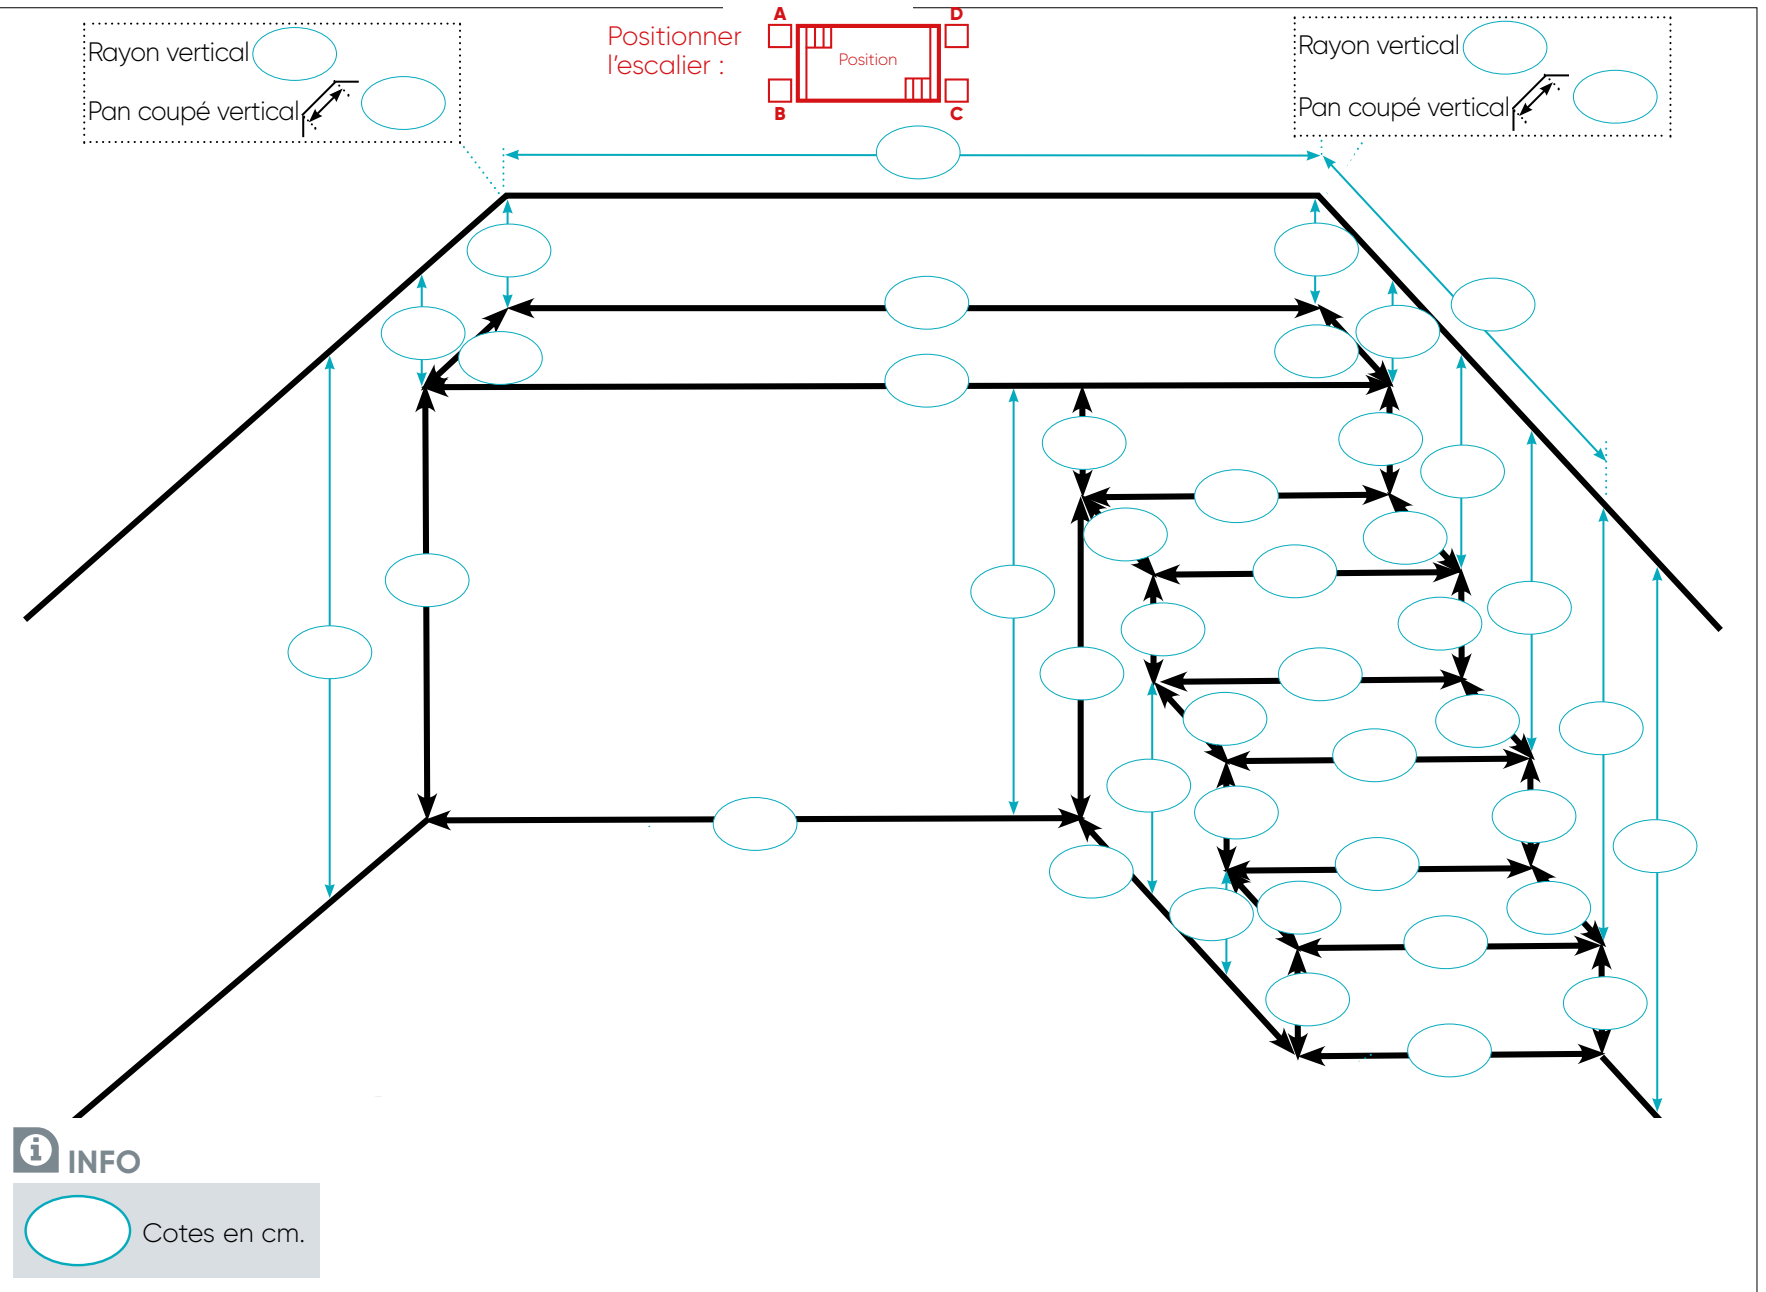 Rayon vertical
Pan coupé vertical
Positionner
l'escalier :
A
D
Position
B
C
Rayon vertical
Pan coupé vertical
INFO
Cotes en cm.